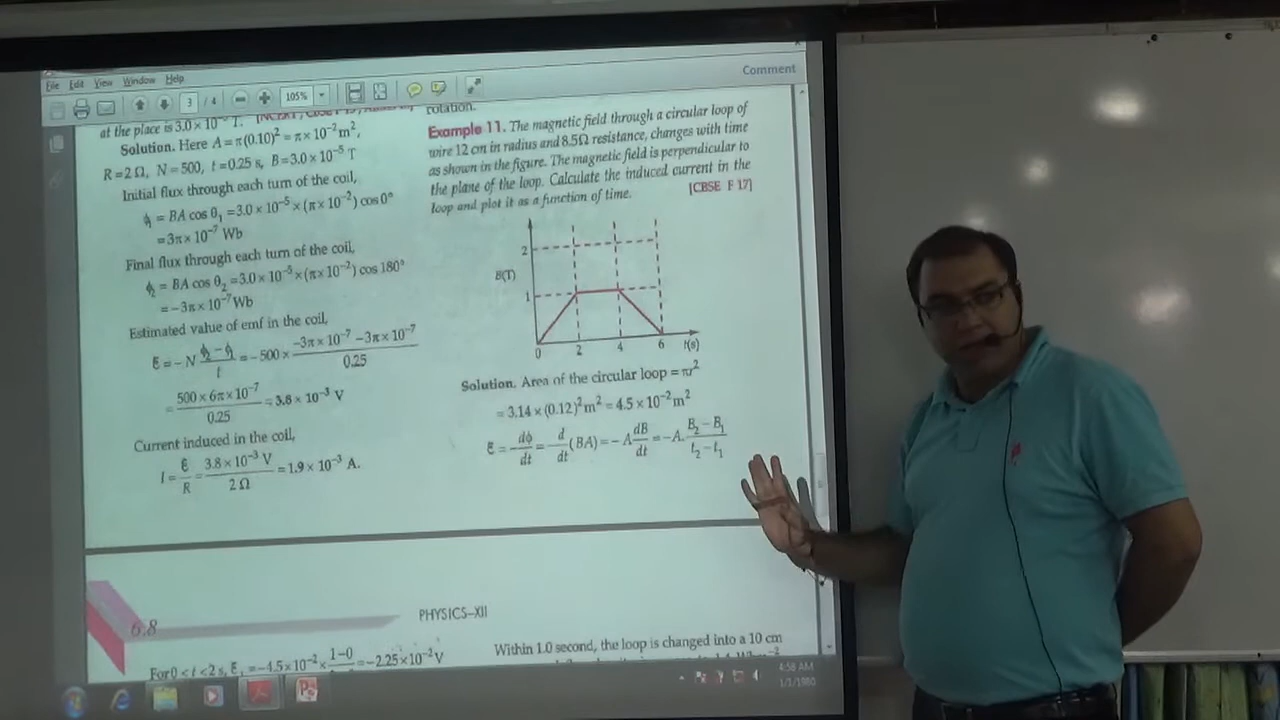 File Edit View Window Help
Comment
3 / 4 105%
at the place is 3.0 × 10⁻⁵ T.
Solution. Here A = π(0.10)² = π × 10⁻² m²,
R = 2 Ω, N = 500, t = 0.25 s, B = 3.0 × 10⁻⁵ T
Initial flux through each turn of the coil,
ϕ₁ = BA cos θ₁ = 3.0 × 10⁻⁵ × (π × 10⁻²) cos 0°
= 3π × 10⁻⁷ Wb
Final flux through each turn of the coil,
ϕ₂ = BA cos θ₂ = 3.0 × 10⁻⁵ × (π × 10⁻²) cos 180°
= −3π × 10⁻⁷ Wb
Estimated value of emf in the coil,
ℰ = −N (ϕ₂ − ϕ₁)/t = −500 × (−3π × 10⁻⁷ − 3π × 10⁻⁷)/0.25
= (500 × 6π × 10⁻⁷)/0.25 = 3.8 × 10⁻³ V
Current induced in the coil,
I = ℰ/R = (3.8 × 10⁻³ V)/(2 Ω) = 1.9 × 10⁻³ A.
rotation.
Example 11. The magnetic field through a circular loop of
wire 12 cm in radius and 8.5Ω resistance, changes with time
as shown in the figure. The magnetic field is perpendicular to
the plane of the loop. Calculate the induced current in the
loop and plot it as a function of time. [CBSE F 17]
2
B(T)
1
0 2 4 6 t(s)
Solution. Area of the circular loop = πr²
= 3.14 × (0.12)² m² = 4.5 × 10⁻² m²
ℰ = −dϕ/dt = −d/dt (BA) = −A dB/dt = −A. (B₂ − B₁)/(t₂ − t₁)
6.8
PHYSICS–XII
For 0 < t < 2 s, ℰ₁ = −4.5 × 10⁻² × (1−0)/ = −2.25 × 10⁻² V
Within 1.0 second, the loop is changed into a 10 cm
4:58 AM
1/1/1980